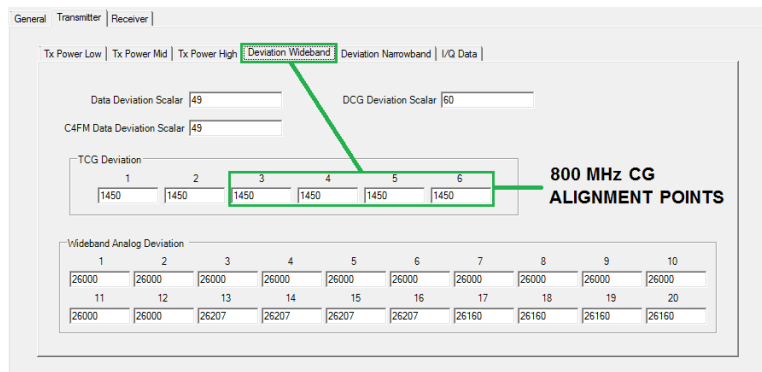 General Transmitter Receiver
Tx Power Low Tx Power Mid Tx Power High Deviation Wideband Deviation Narrowband I/Q Data
Data Deviation Scalar 49 DCG Deviation Scalar 60
C4FM Data Deviation Scalar 49
TCG Deviation
1 2 3 4 5 6
1450 1450 1450 1450 1450 1450
800 MHz CG
ALIGNMENT POINTS
Wideband Analog Deviation
1 2 3 4 5 6 7 8 9 10
26000 26000 26000 26000 26000 26000 26000 26000 26000 26000
11 12 13 14 15 16 17 18 19 20
26000 26000 26207 26207 26207 26207 26160 26160 26160 26160